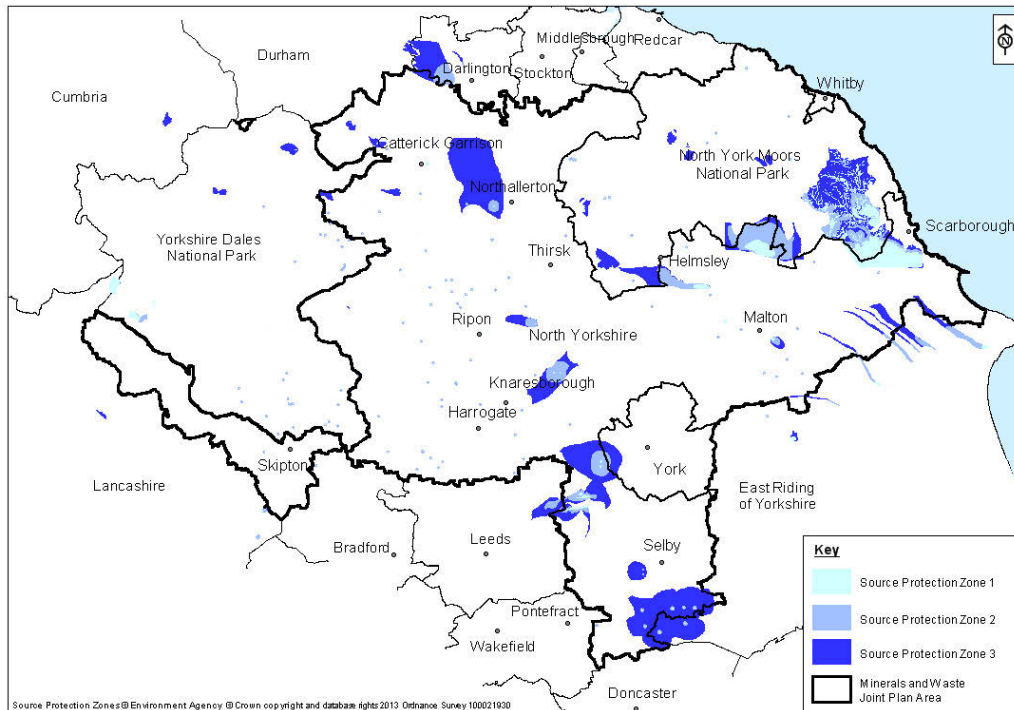 Middlesbrough
Redcar
Durham
Darlington
Stockton
Whitby
Cumbria
Catterick Garrison
North York Moors
National Park
Northallerton
Scarborough
Yorkshire Dales
National Park
Thirsk
Helmsley
Ripon
North Yorkshire
Malton
Knaresborough
Harrogate
York
Skipton
Lancashire
East Riding
of Yorkshire
Bradford
Leeds
Selby
Pontefract
Wakefield
Doncaster
Key
Source Protection Zone 1
Source Protection Zone 2
Source Protection Zone 3
Minerals and Waste
Joint Plan Area
Source Protection Zones © Environment Agency © Crown copyright and database rights 2013 Ordnance Survey 100021930
N